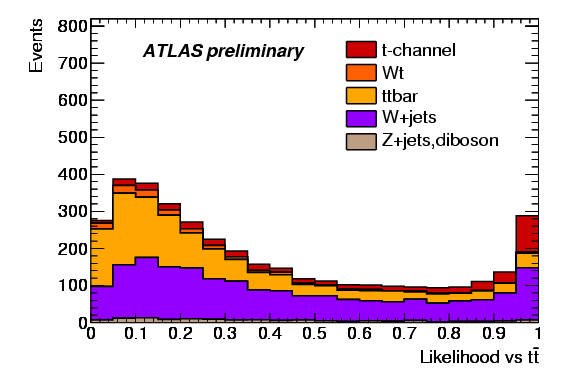 Events
800
700
600
500
400
300
200
100
0
ATLAS preliminary
t-channel
Wt
ttbar
W+jets
Z+jets,diboson
0 0.1 0.2 0.3 0.4 0.5 0.6 0.7 0.8 0.9 1
Likelihood vs tt̄